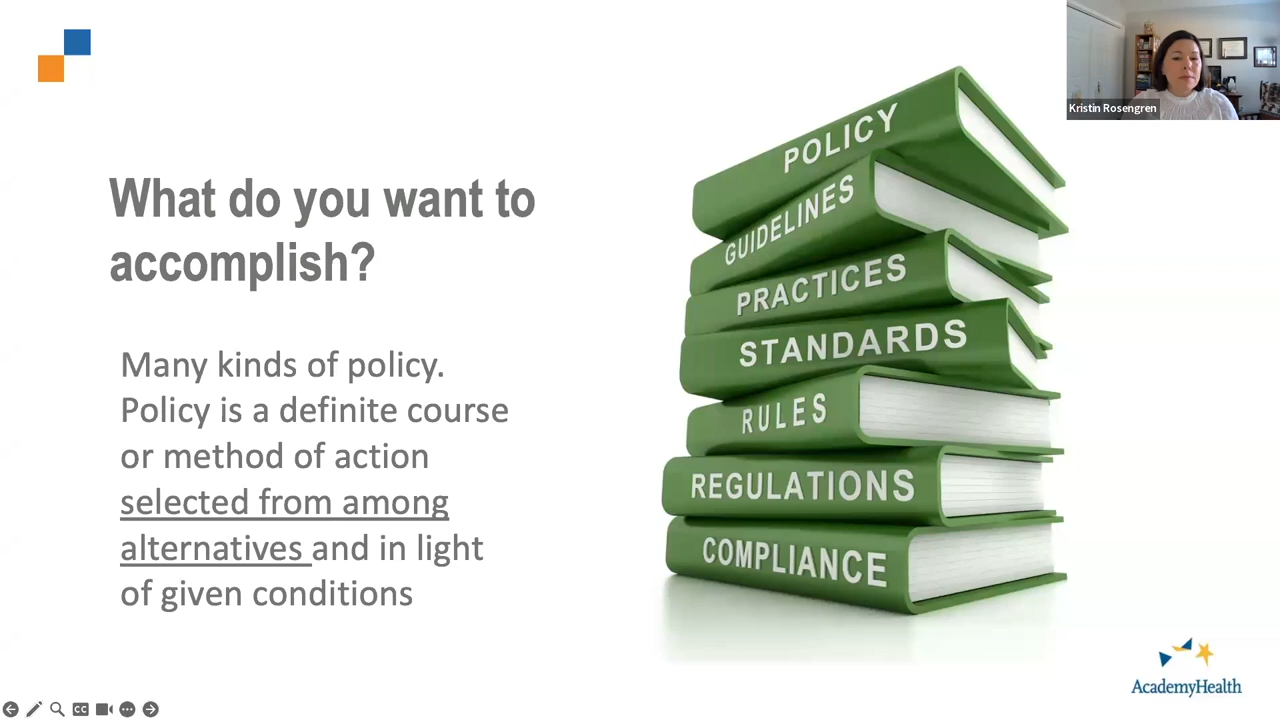 What do you want to
accomplish?
Many kinds of policy.
Policy is a definite course
or method of action
selected from among
alternatives and in light
of given conditions
POLICY
GUIDELINES
PRACTICES
STANDARDS
RULES
REGULATIONS
COMPLIANCE
Kristin Rosengren
AcademyHealth
CC